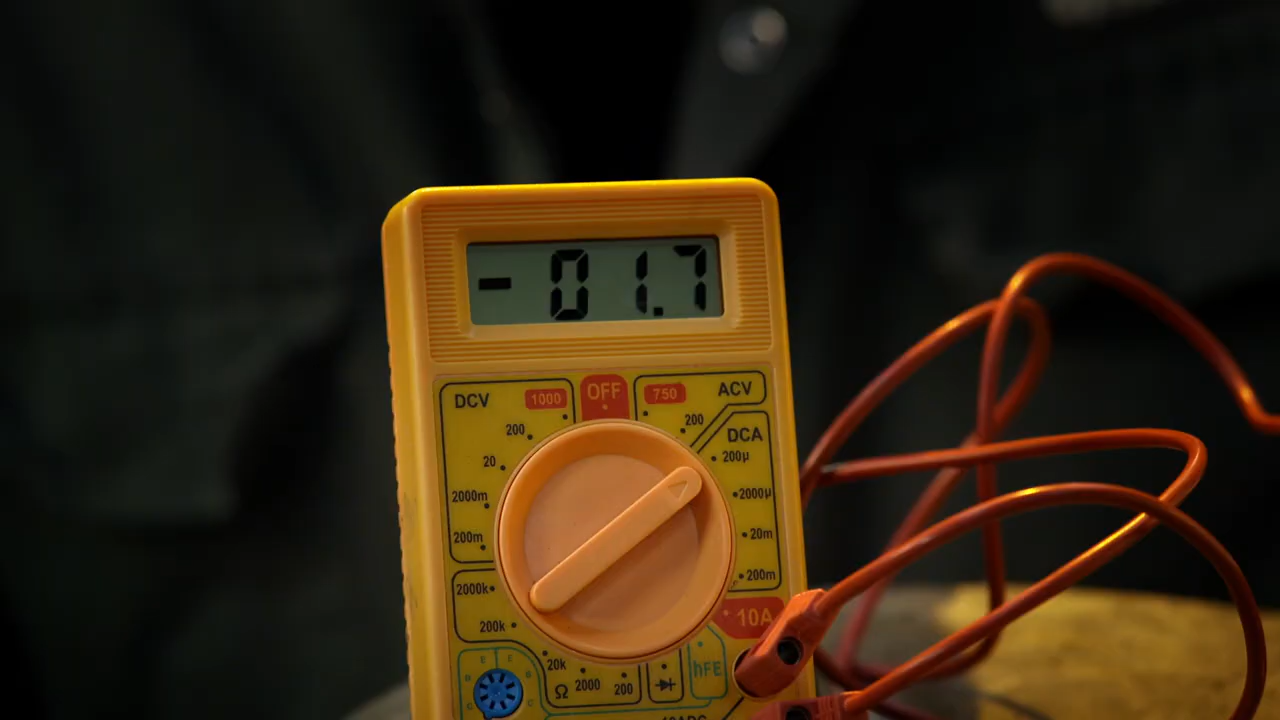 - 01.7
DCV 1000 OFF 750 ACV
200 200
DCA
20 200µ
2000m 2000µ
200m 20m
200m
2000k
200k 10A
20k
Ω 2000 200 hFE
E E
B
C